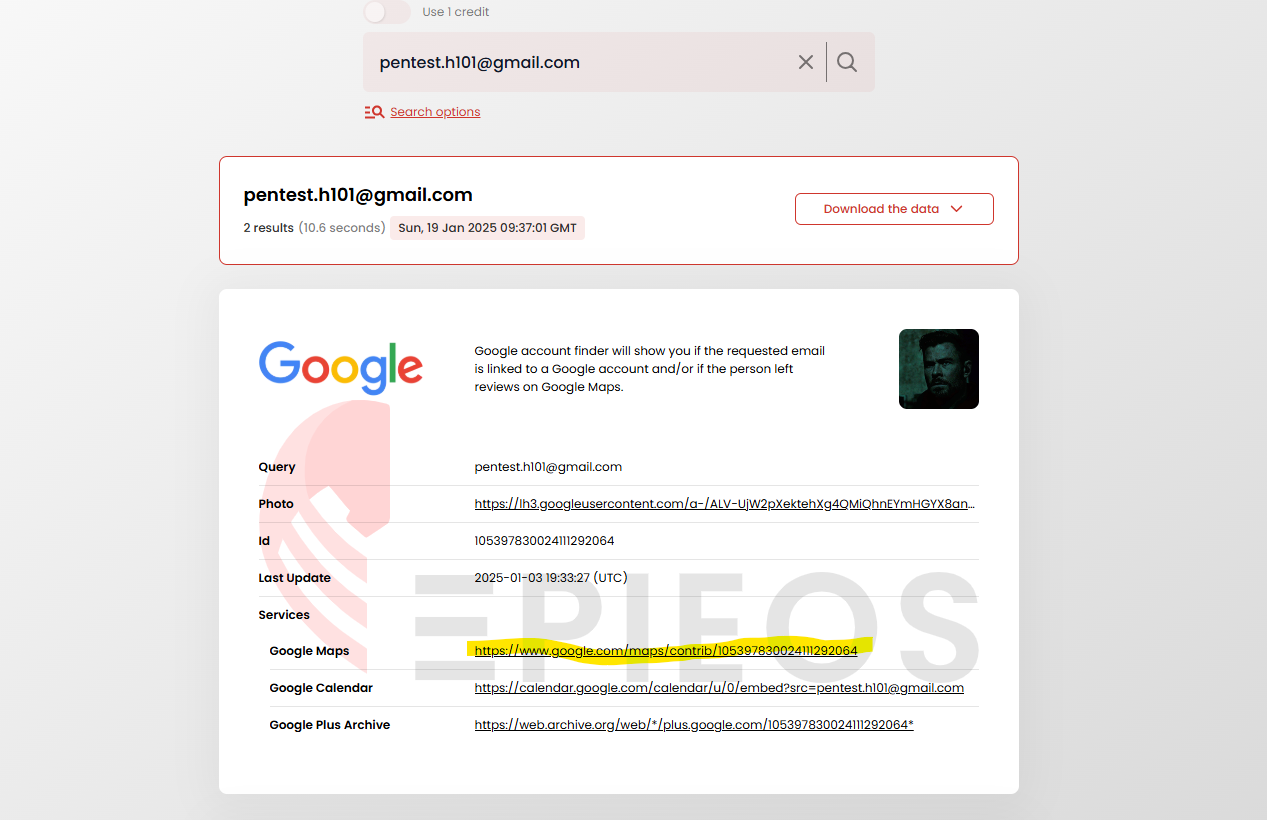 Use 1 credit
pentest.h101@gmail.com
Search options
pentest.h101@gmail.com
2 results (10.6 seconds) Sun, 19 Jan 2025 09:37:01 GMT
Download the data
Google
Google account finder will show you if the requested email
is linked to a Google account and/or if the person left
reviews on Google Maps.
Query pentest.h101@gmail.com
Photo https://lh3.googleusercontent.com/a-/ALV-UjW2pXektehXg4QMiQhnEYmHGYX8an...
Id 105397830024111292064
Last Update 2025-01-03 19:33:27 (UTC)
Services
Google Maps https://www.google.com/maps/contrib/105397830024111292064
Google Calendar https://calendar.google.com/calendar/u/0/embed?src=pentest.h101@gmail.com
Google Plus Archive https://web.archive.org/web/*/plus.google.com/105397830024111292064*
EPIEOS